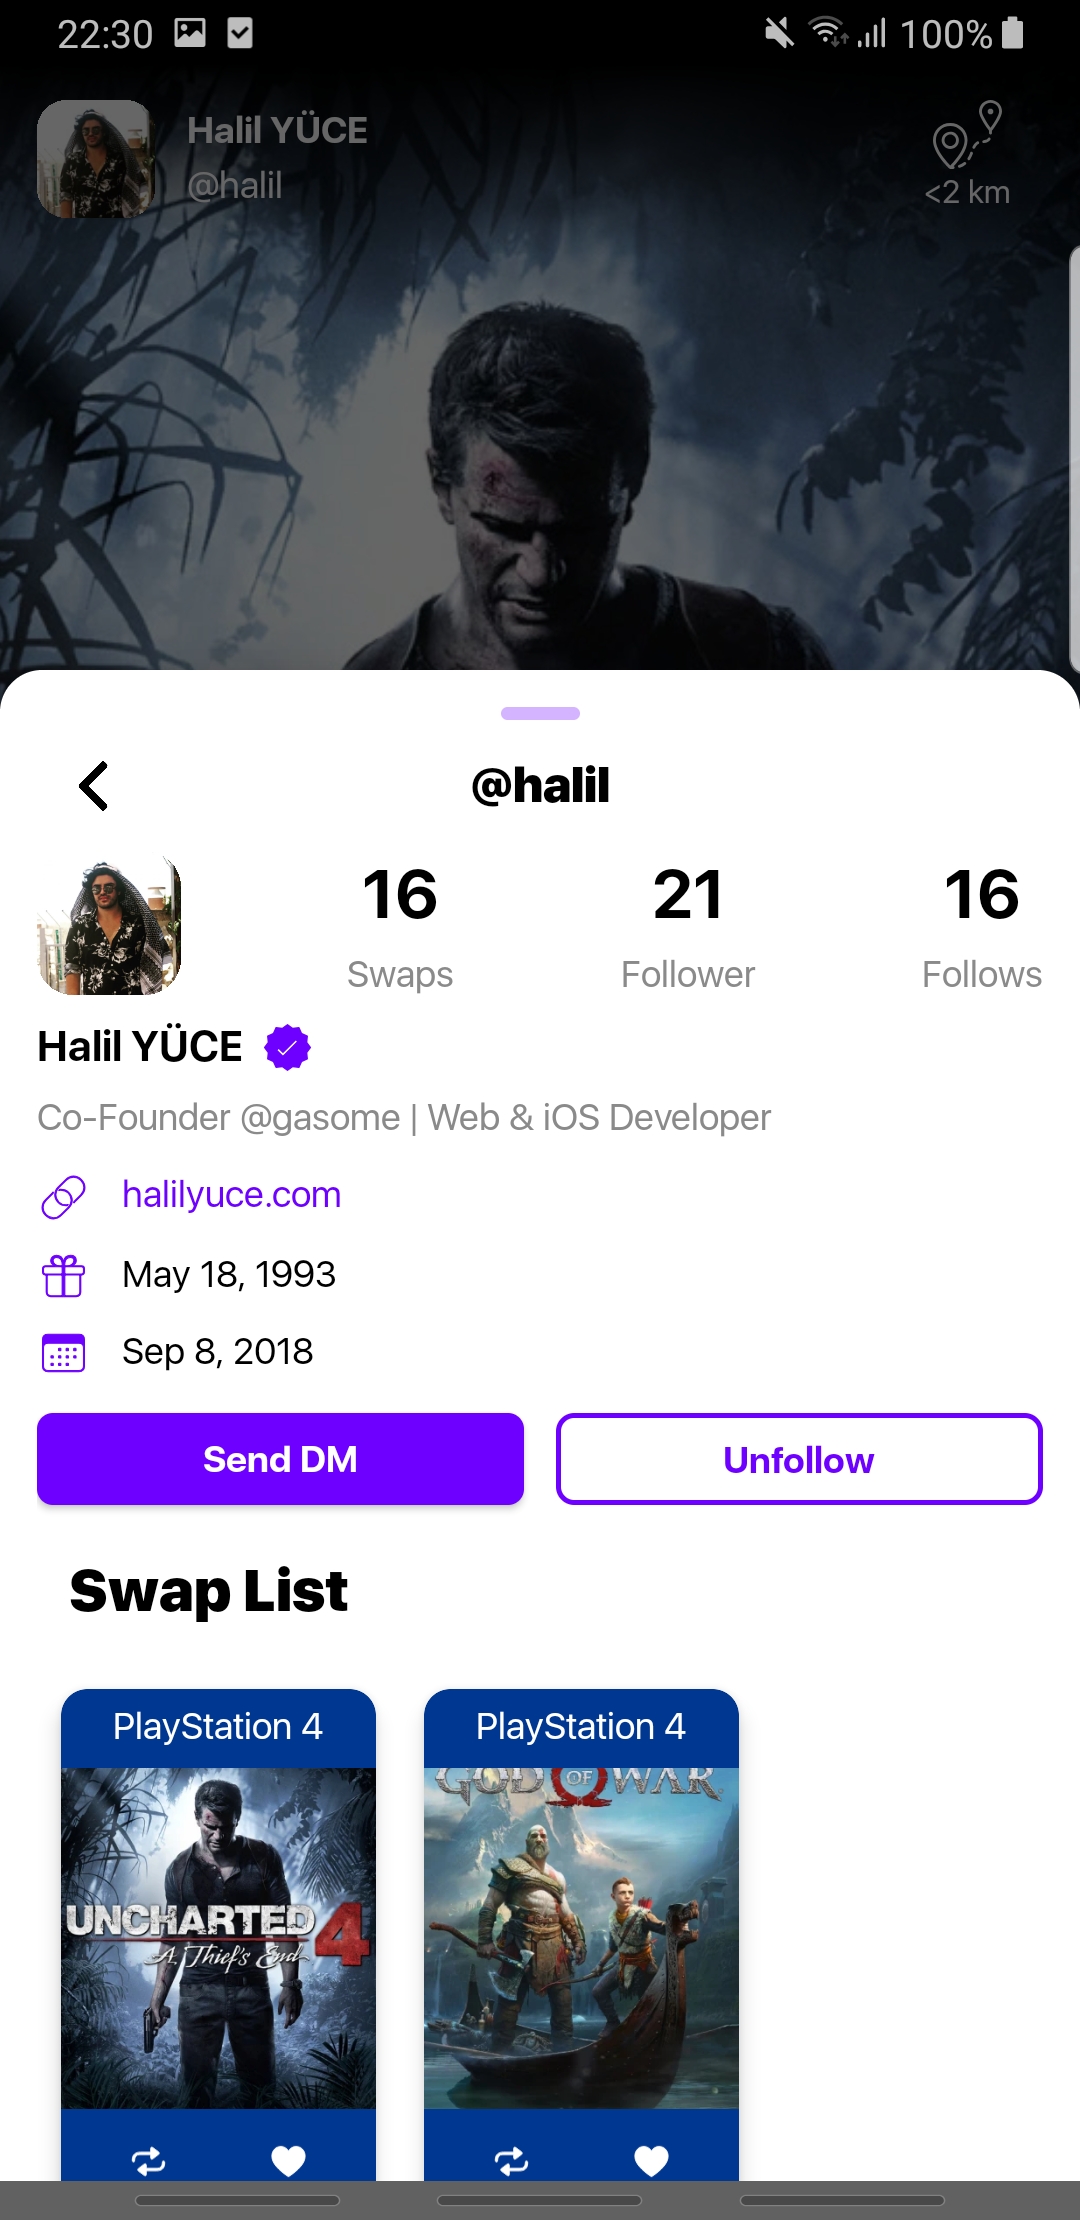 22:30
100%
Halil YÜCE
@halil
<2 km
@halil
16
21
16
Swaps
Follower
Follows
Halil YÜCE
Co-Founder @gasome | Web & iOS Developer
halilyuce.com
May 18, 1993
Sep 8, 2018
Send DM
Unfollow
Swap List
PlayStation 4
PlayStation 4
GOD OF WAR
UNCHARTED 4
A Thief's End